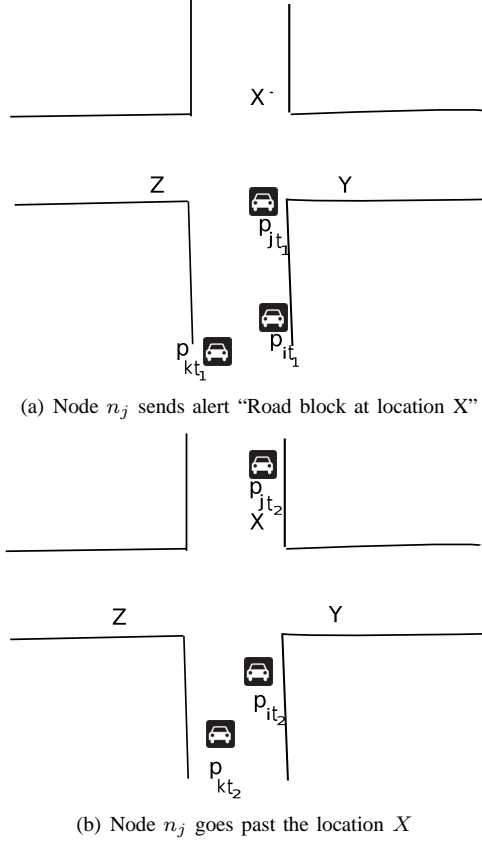 X
Z Y
p_{jt_1}
p_{it_1}
p_{kt_1}
(a) Node n_j sends alert “Road block at location X”
p_{jt_2}
X
Z Y
p_{it_2}
p_{kt_2}
(b) Node n_j goes past the location X